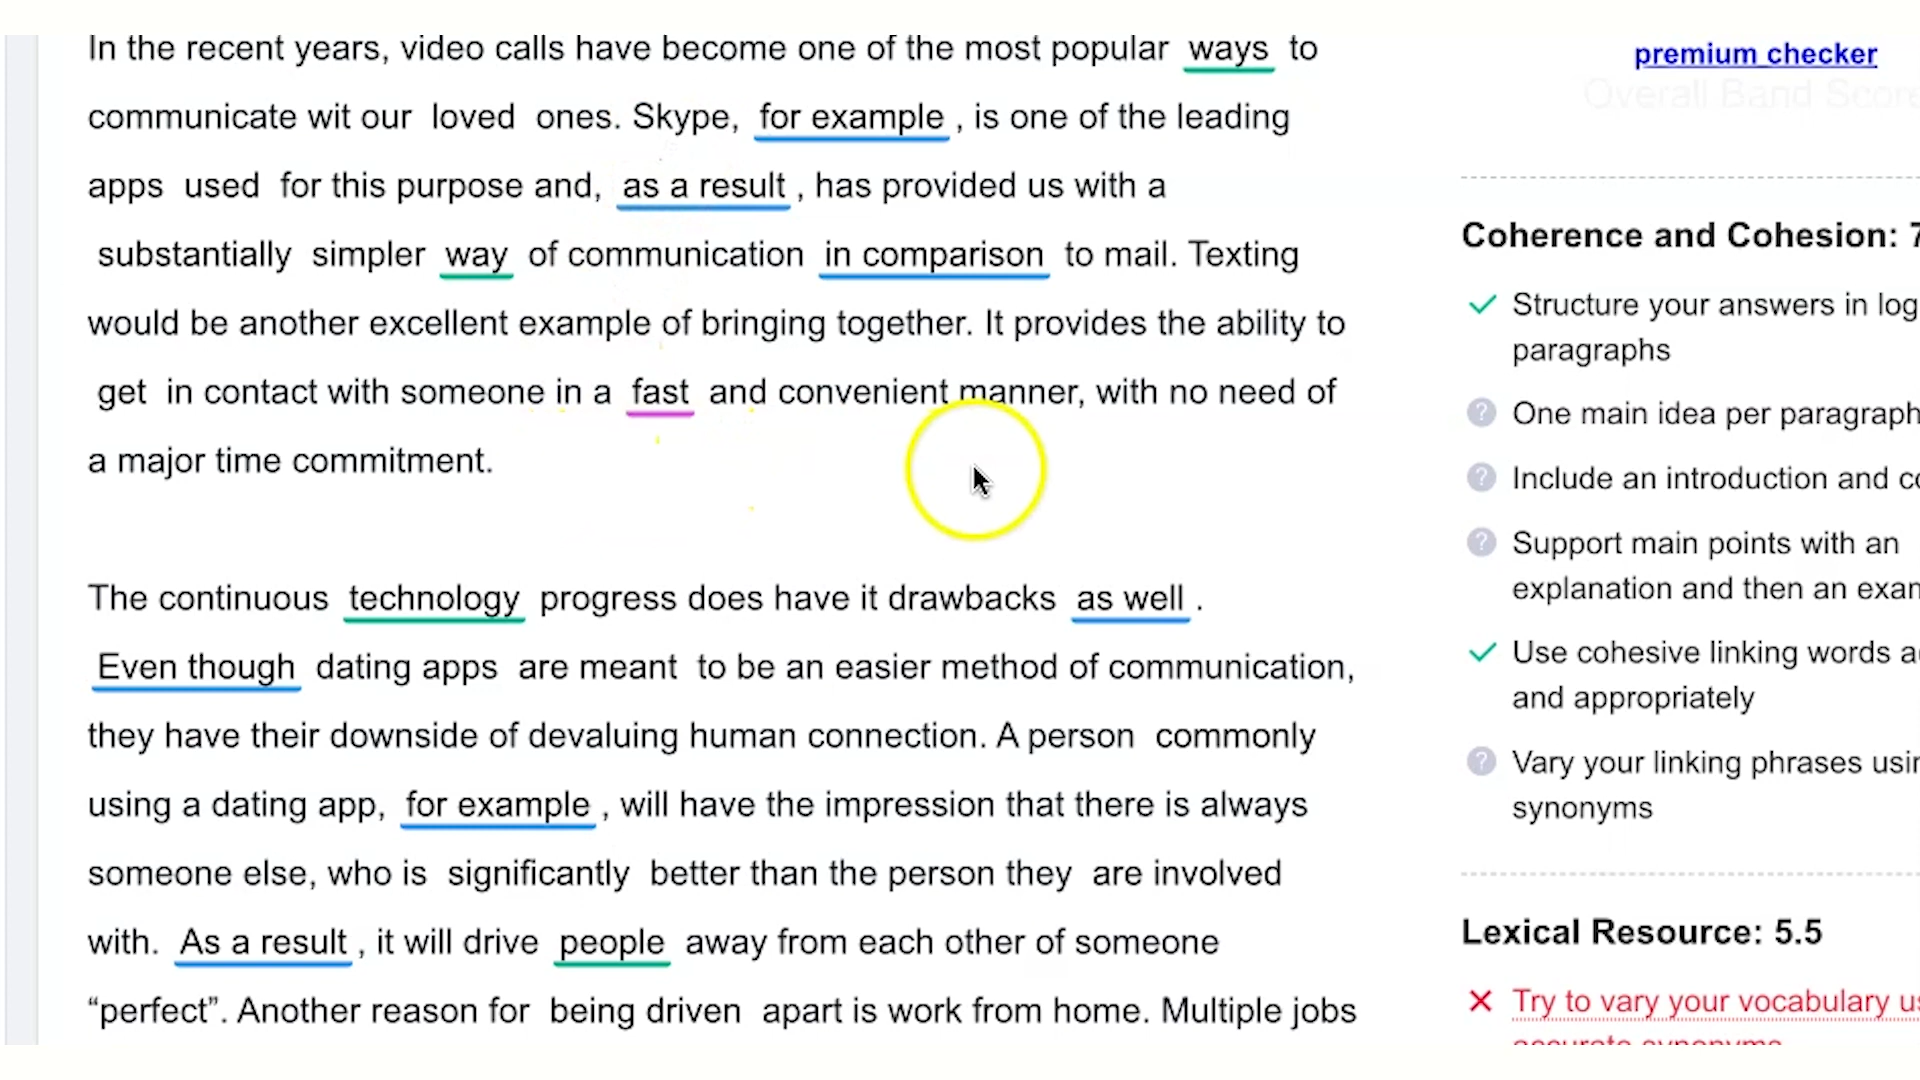 In the recent years, video calls have become one of the most popular ways to
communicate wit our loved ones. Skype, for example , is one of the leading
apps used for this purpose and, as a result , has provided us with a
substantially simpler way of communication in comparison to mail. Texting
would be another excellent example of bringing together. It provides the ability to
get in contact with someone in a fast and convenient manner, with no need of
a major time commitment.
The continuous technology progress does have it drawbacks as well .
Even though dating apps are meant to be an easier method of communication,
they have their downside of devaluing human connection. A person commonly
using a dating app, for example , will have the impression that there is always
someone else, who is significantly better than the person they are involved
with. As a result , it will drive people away from each other of someone
“perfect”. Another reason for being driven apart is work from home. Multiple jobs
premium checker
Overall Band Score
Coherence and Cohesion: 7
Structure your answers in log
paragraphs
One main idea per paragraph
Include an introduction and co
Support main points with an
explanation and then an exam
Use cohesive linking words a
and appropriately
Vary your linking phrases usin
synonyms
Lexical Resource: 5.5
Try to vary your vocabulary u
accurate synonyms